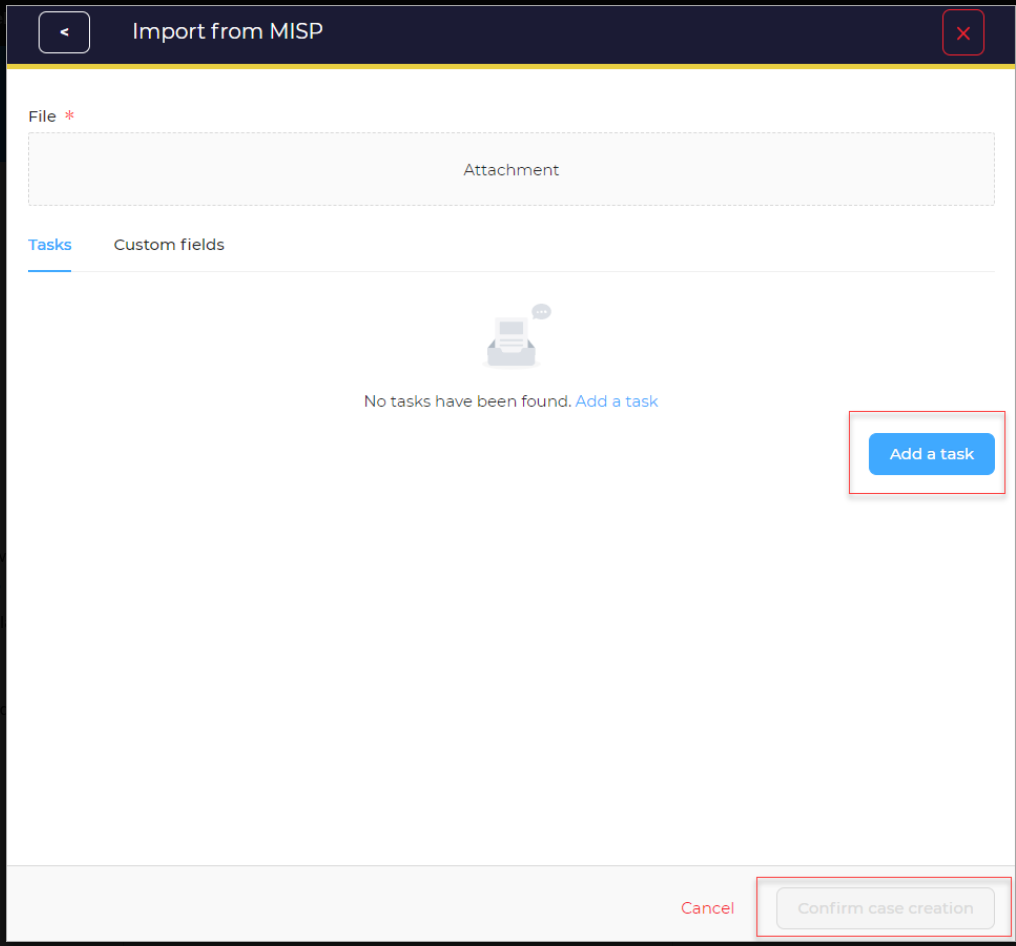 < Import from MISP
File *
Attachment
Tasks Custom fields
No tasks have been found. Add a task
Add a task
Cancel Confirm case creation